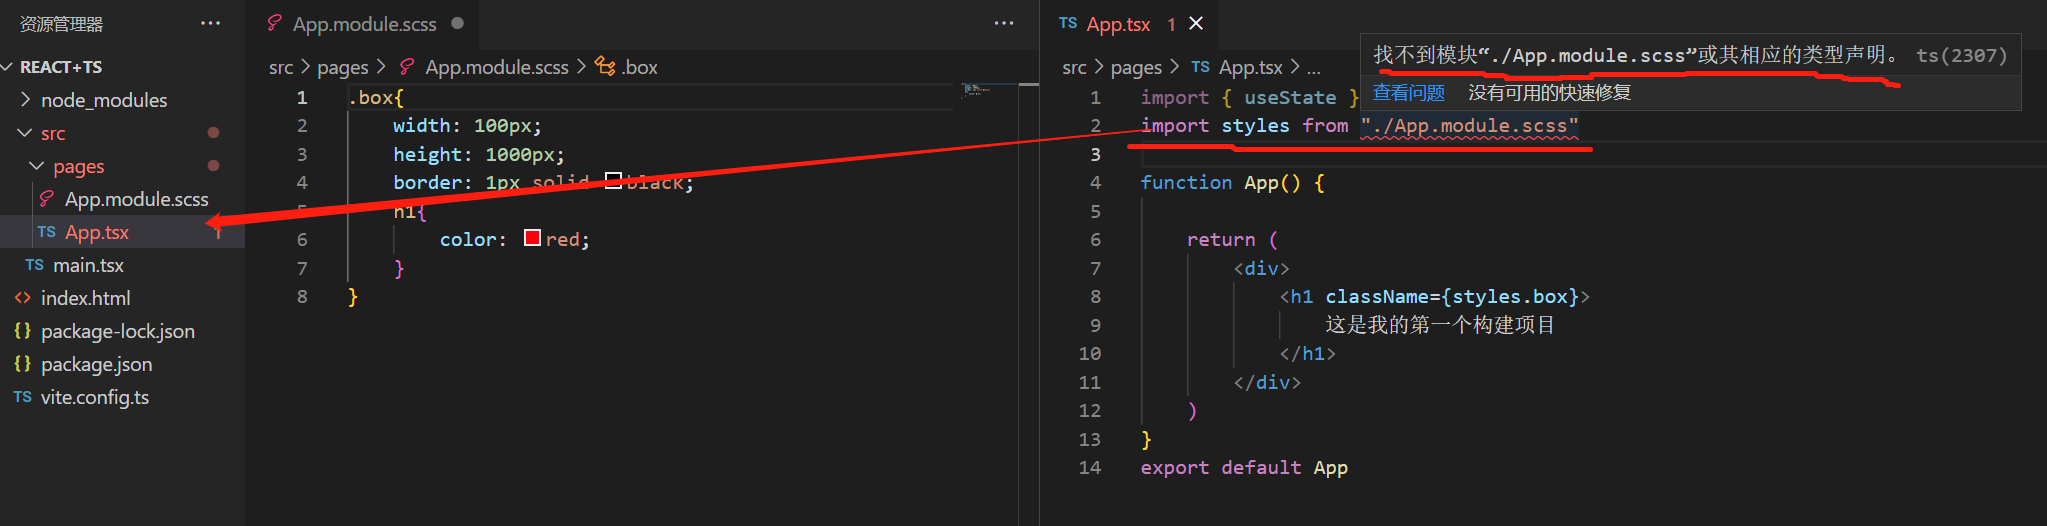 资源管理器 ···
REACT+TS
node_modules
src
pages
App.module.scss
TS App.tsx 1
TS main.tsx
<> index.html
{} package-lock.json
{} package.json
TS vite.config.ts
App.module.scss ● ···
src > pages > App.module.scss > .box
1 .box{
2 width: 100px;
3 height: 1000px;
4 border: 1px solid black;
5 h1{
6 color: red;
7 }
8 }
TS App.tsx 1 ×
src > pages > TS App.tsx > ...
找不到模块“./App.module.scss”或其相应的类型声明。 ts(2307)
查看问题 没有可用的快速修复
1 import { useState }
2 import styles from "./App.module.scss"
3
4 function App() {
5
6 return (
7 <div>
8 <h1 className={styles.box}>
9 这是我的第一个构建项目
10 </h1>
11 </div>
12 )
13 }
14 export default App